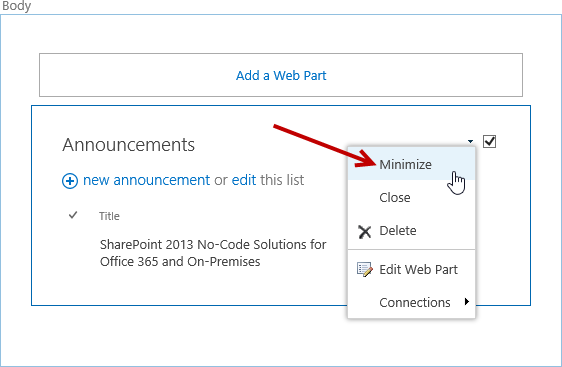 Body
Add a Web Part
Announcements
new announcement or edit this list
Title
SharePoint 2013 No-Code Solutions for
Office 365 and On-Premises
Minimize
Close
Delete
Edit Web Part
Connections